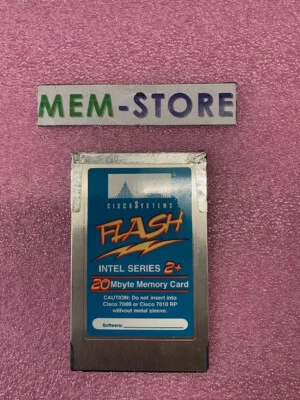 MEM-STORE
CISCO SYSTEMS
FLASH
INTEL SERIES 2+
20 Mbyte Memory Card
CAUTION: Do not insert into
Cisco 7000 or Cisco 7010 RP
without metal sleeve.
Software: